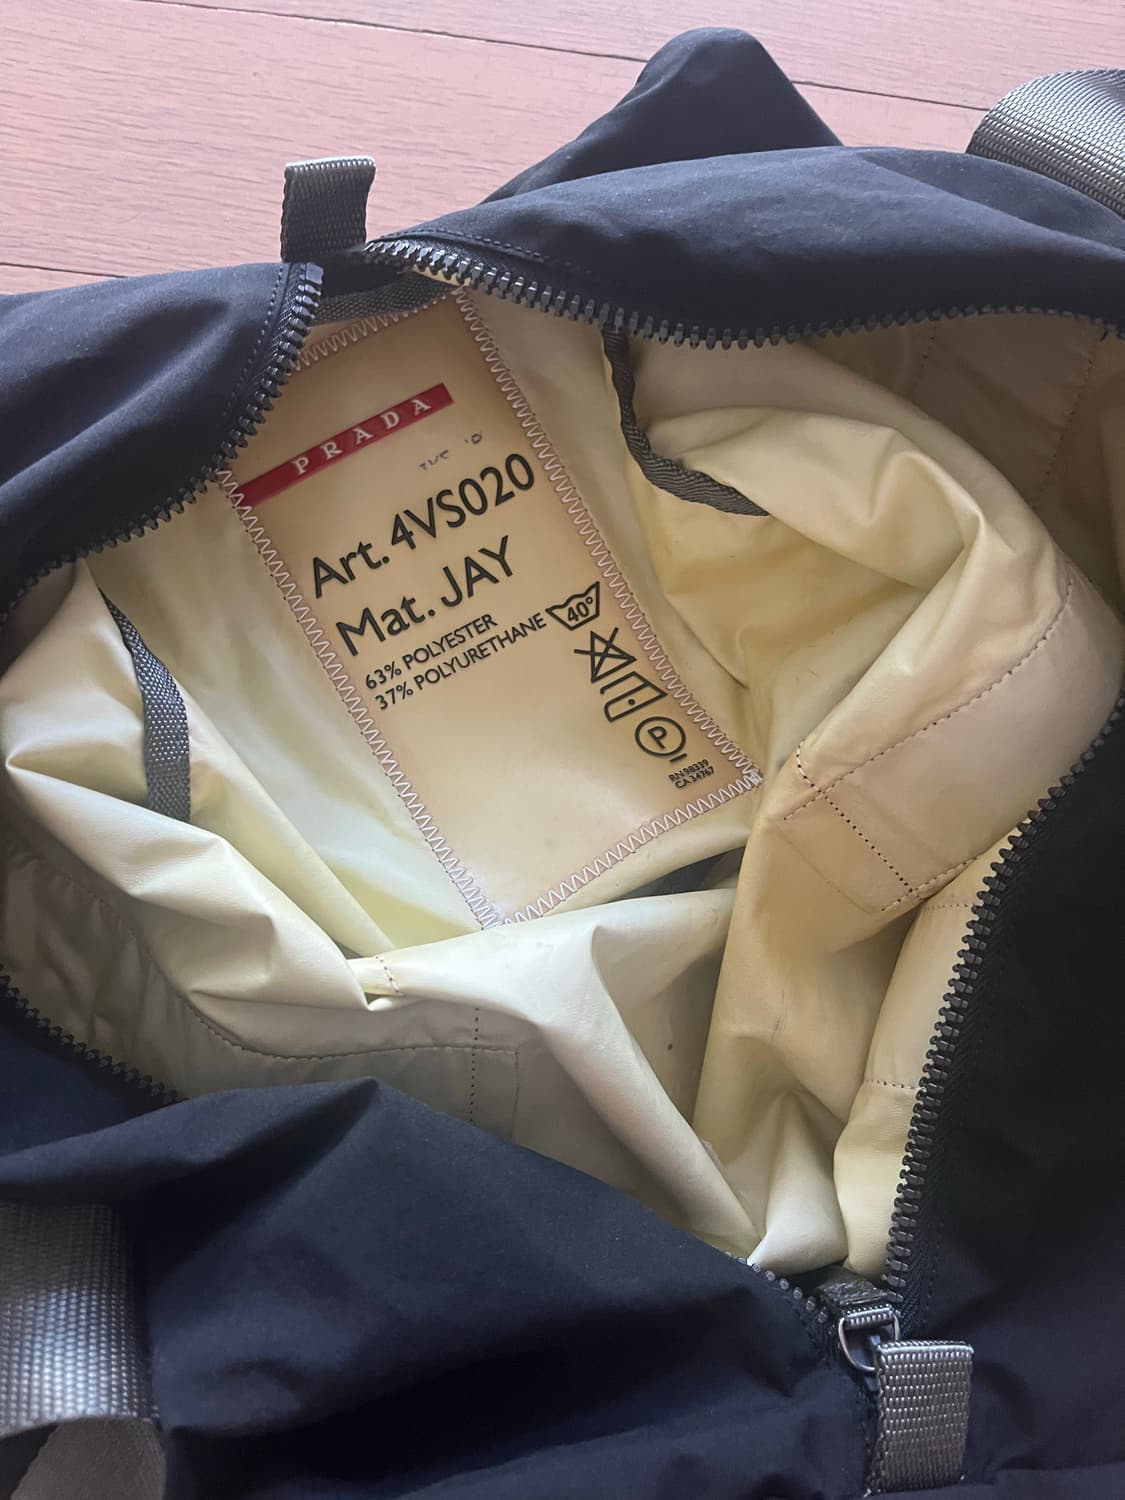 PRADA
Art. 4VS020
Mat. JAY
63% POLYESTER
37% POLYURETHANE
40°
P
RN 98339
CA 34767